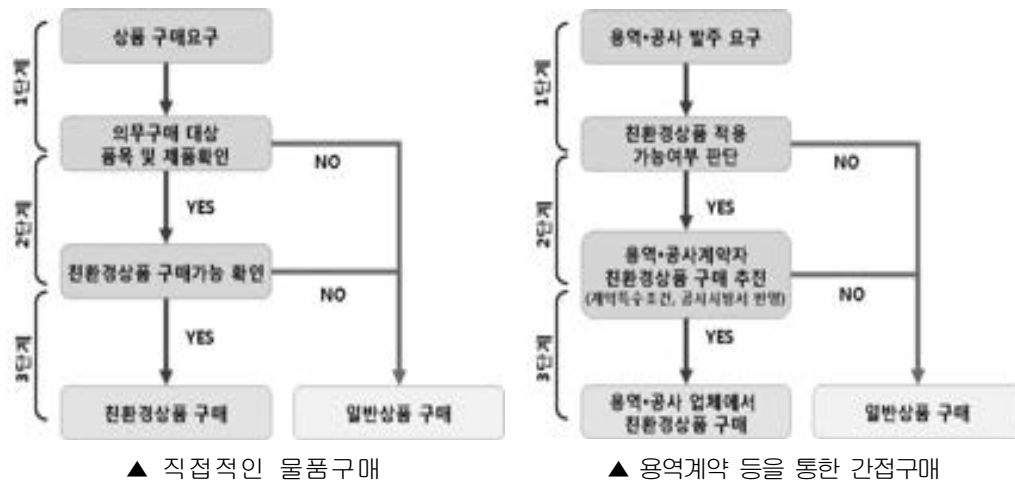 1단계
2단계
3단계
상품 구매요구
의무구매 대상
품목 및 제품확인
NO
YES
친환경상품 구매가능 확인
NO
YES
친환경상품 구매
일반상품 구매
▲ 직접적인 물품구매
1단계
2단계
3단계
용역•공사 발주 요구
친환경상품 적용
가능여부 판단
NO
YES
용역•공사계약자
친환경상품 구매 추진
(계약특수조건, 공사시방서 반영)
NO
YES
용역•공사 업체에서
친환경상품 구매
일반상품 구매
▲ 용역계약 등을 통한 간접구매